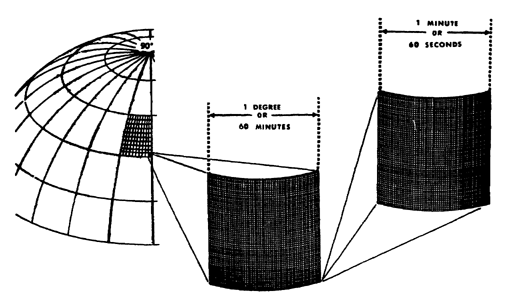 90°
1 DEGREE
OR
60 MINUTES
1 MINUTE
OR
60 SECONDS